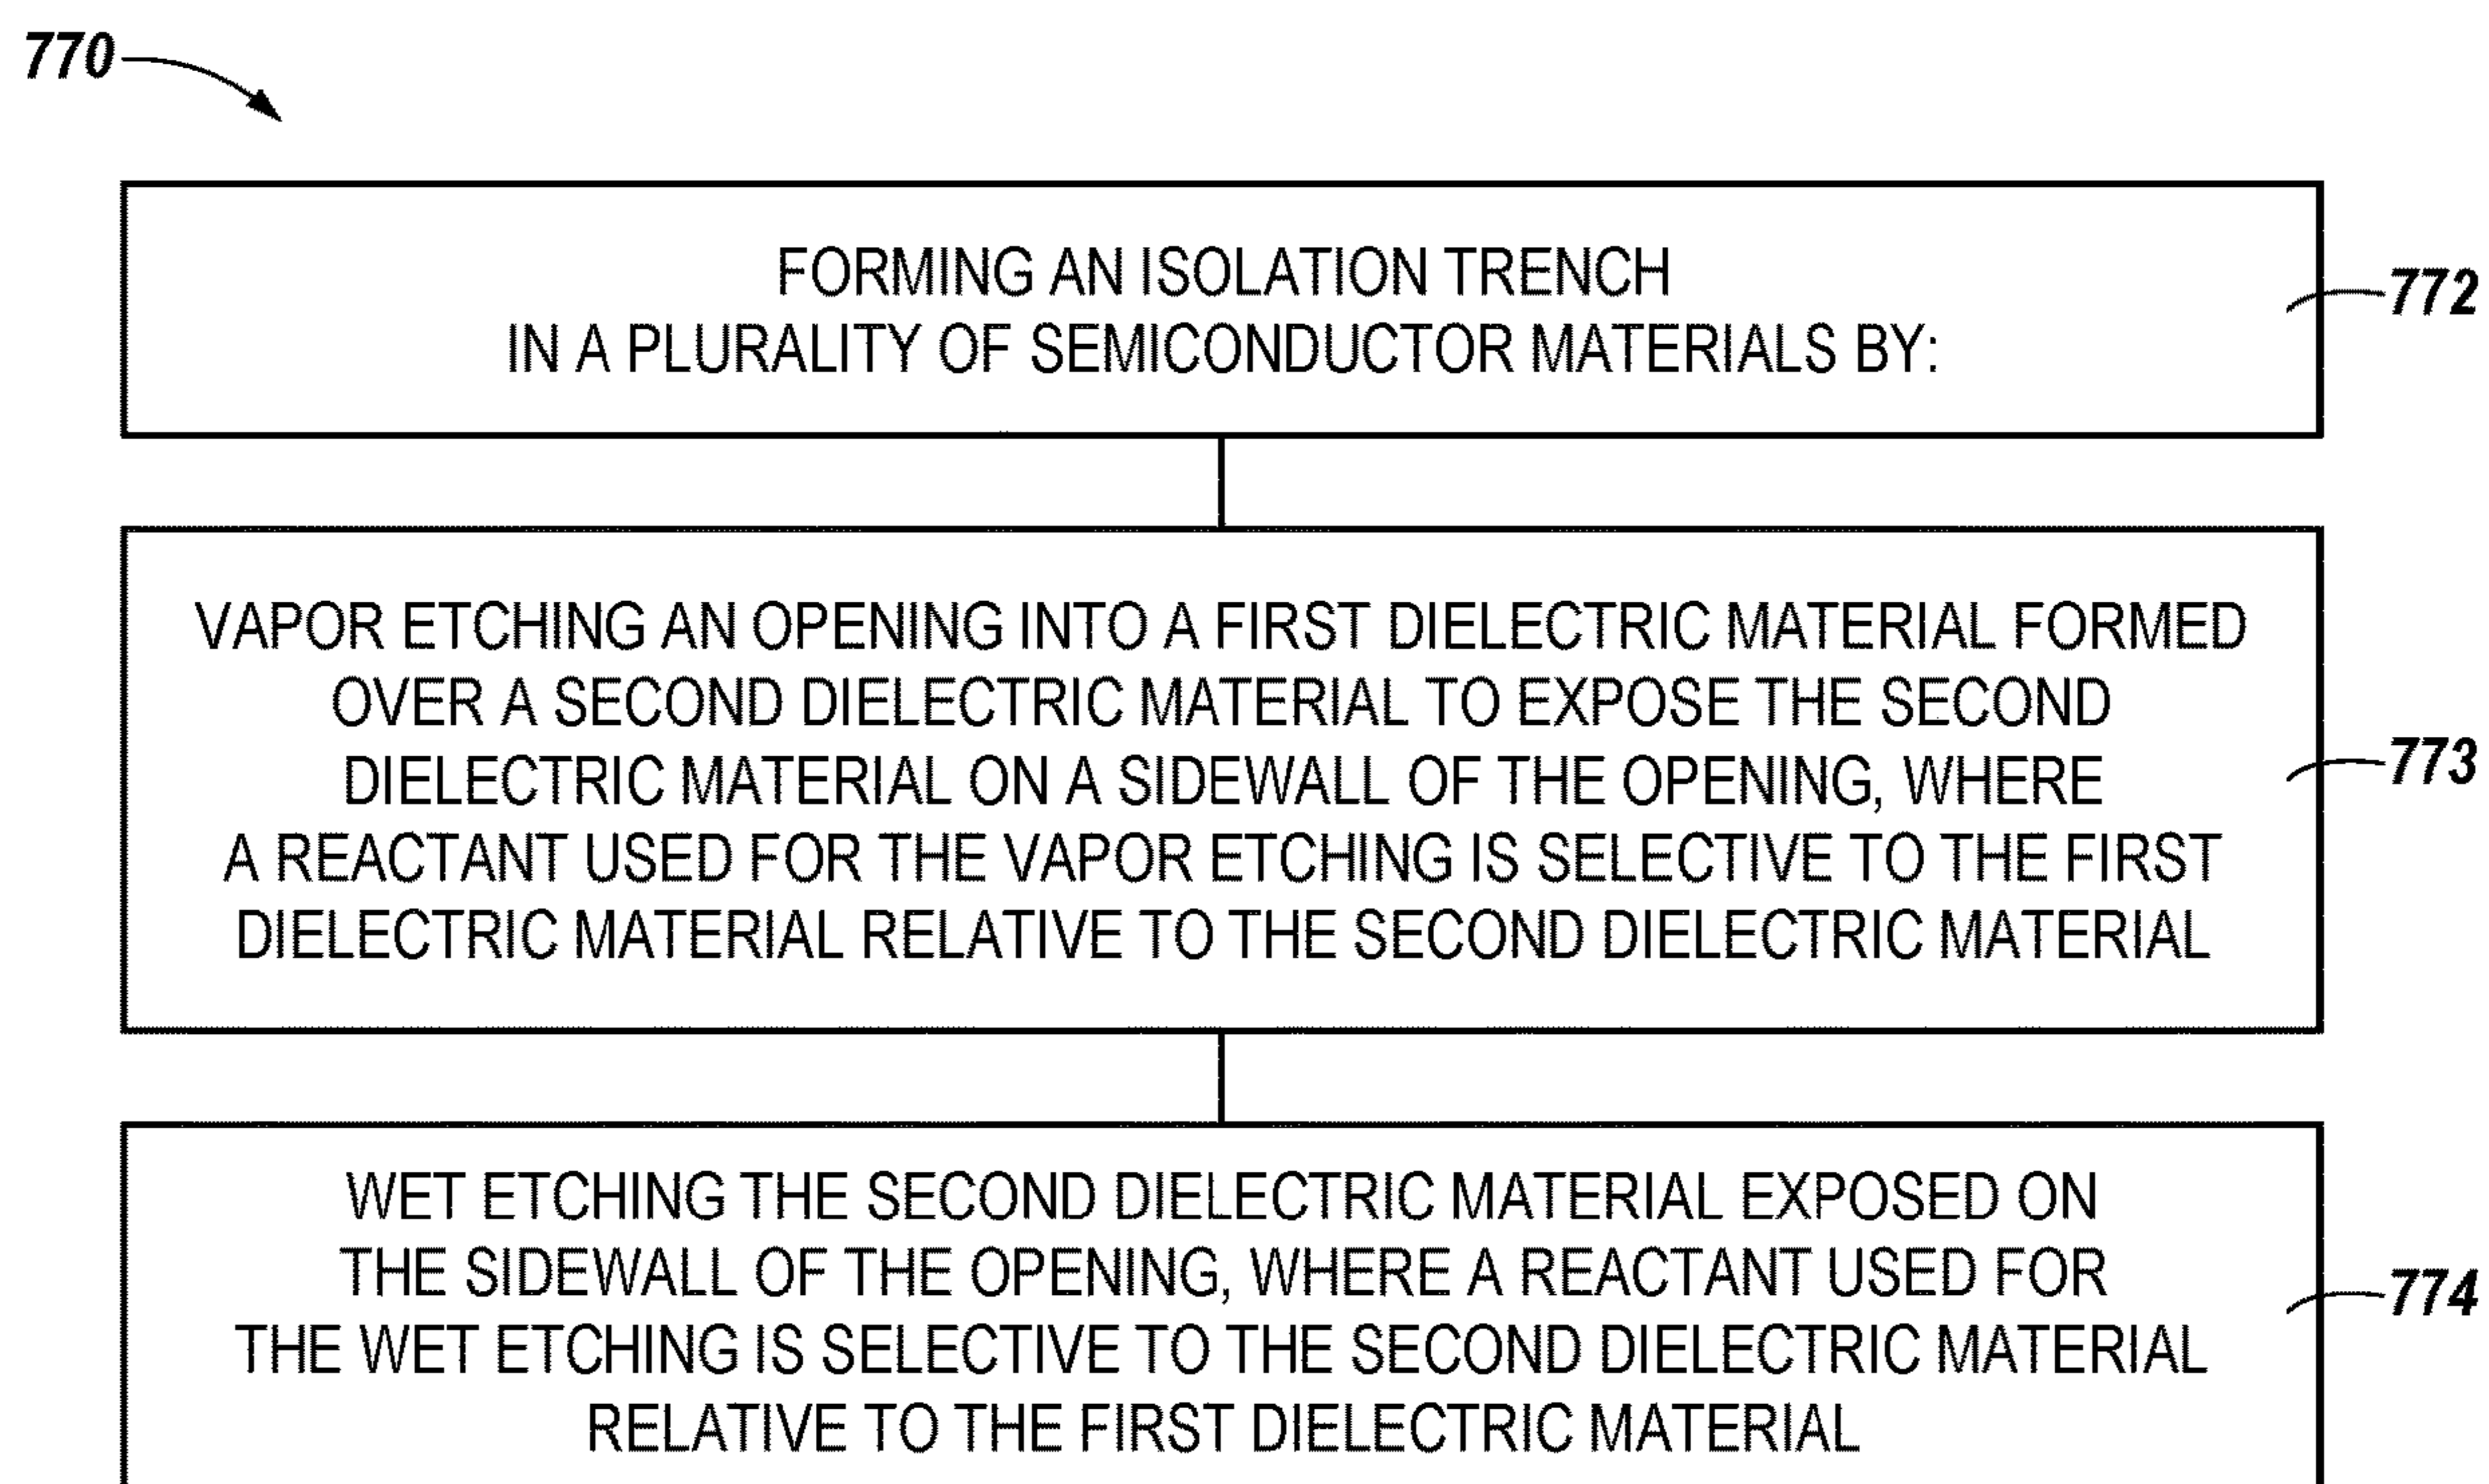 770
FORMING AN ISOLATION TRENCH
IN A PLURALITY OF SEMICONDUCTOR MATERIALS BY:
772
VAPOR ETCHING AN OPENING INTO A FIRST DIELECTRIC MATERIAL FORMED
OVER A SECOND DIELECTRIC MATERIAL TO EXPOSE THE SECOND
DIELECTRIC MATERIAL ON A SIDEWALL OF THE OPENING, WHERE
A REACTANT USED FOR THE VAPOR ETCHING IS SELECTIVE TO THE FIRST
DIELECTRIC MATERIAL RELATIVE TO THE SECOND DIELECTRIC MATERIAL
773
WET ETCHING THE SECOND DIELECTRIC MATERIAL EXPOSED ON
THE SIDEWALL OF THE OPENING, WHERE A REACTANT USED FOR
THE WET ETCHING IS SELECTIVE TO THE SECOND DIELECTRIC MATERIAL
RELATIVE TO THE FIRST DIELECTRIC MATERIAL
774